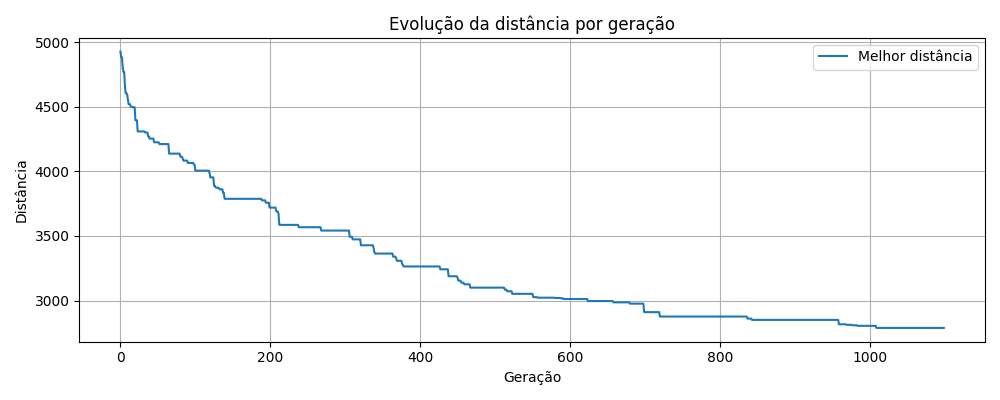 Evolução da distância por geração
Melhor distância
Distância
5000
4500
4000
3500
3000
0 200 400 600 800 1000
Geração